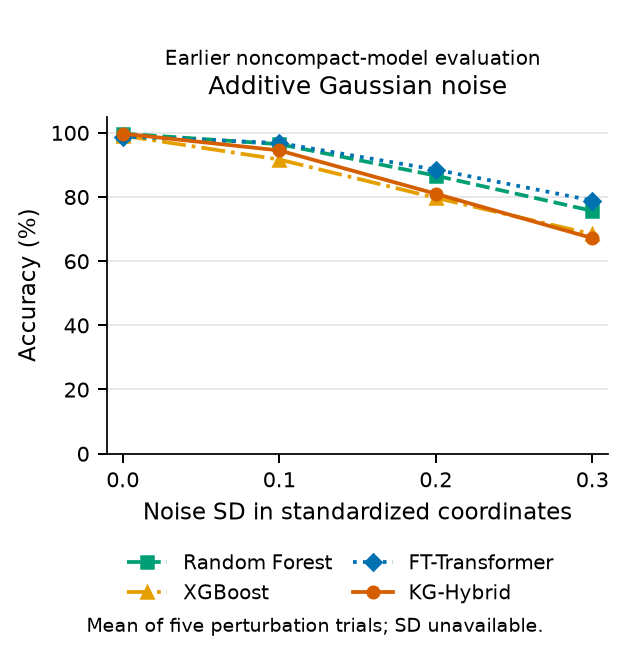 Earlier noncompact-model evaluation
Additive Gaussian noise
Accuracy (%)
100
80
60
40
20
0
0.0 0.1 0.2 0.3
Noise SD in standardized coordinates
Random Forest FT-Transformer
XGBoost KG-Hybrid
Mean of five perturbation trials; SD unavailable.